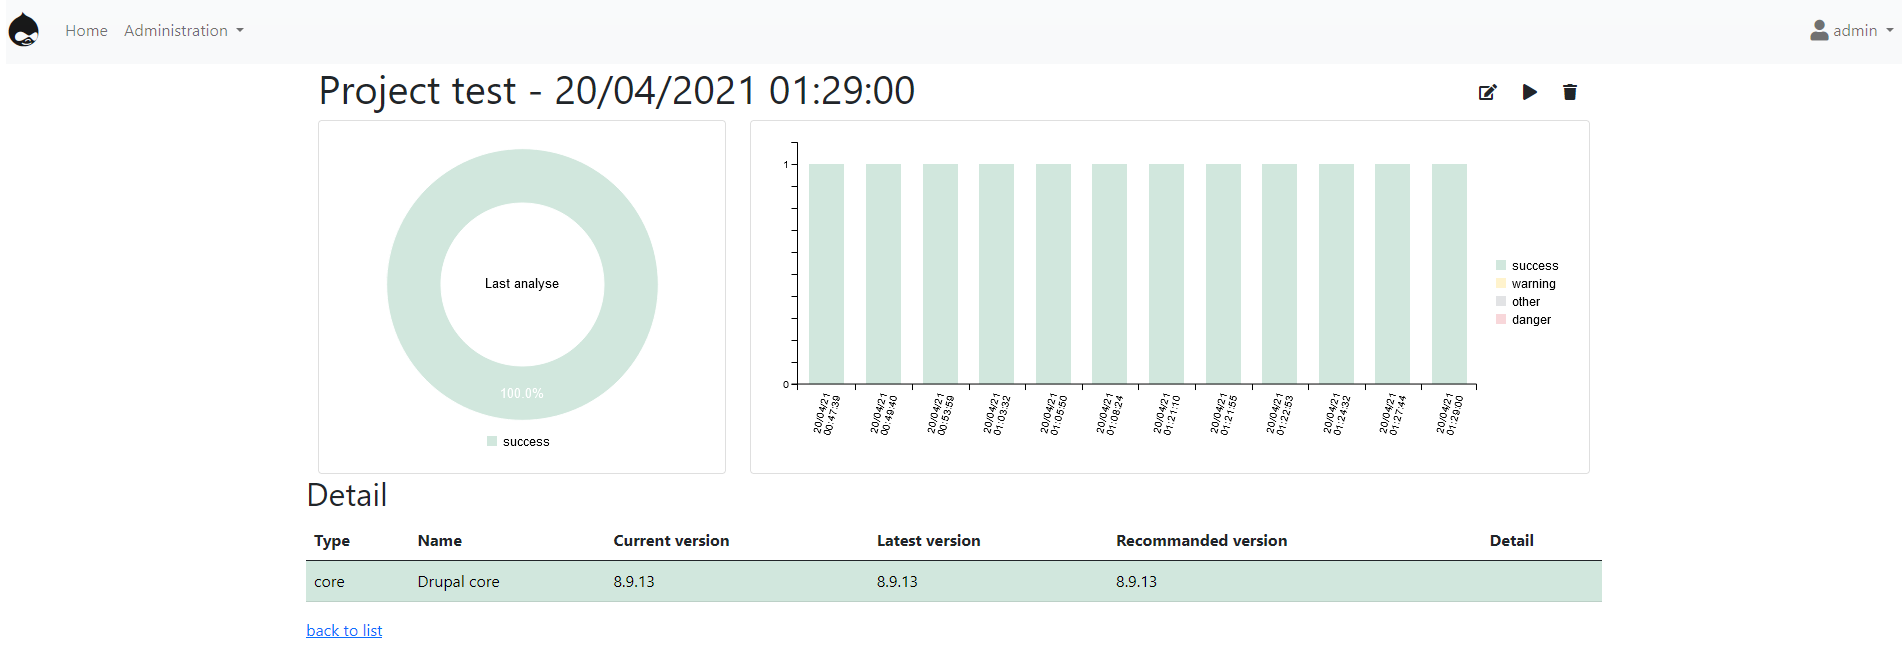 Home Administration admin
Project test - 20/04/2021 01:29:00
Last analyse
100.0%
success
1
0
20/04/21 00:47:39
20/04/21 00:49:40
20/04/21 00:53:59
20/04/21 01:03:32
20/04/21 01:05:50
20/04/21 01:08:24
20/04/21 01:21:10
20/04/21 01:21:55
20/04/21 01:22:53
20/04/21 01:24:32
20/04/21 01:27:44
20/04/21 01:29:00
success
warning
other
danger
Detail
Type Name Current version Latest version Recommanded version Detail
core Drupal core 8.9.13 8.9.13 8.9.13
back to list